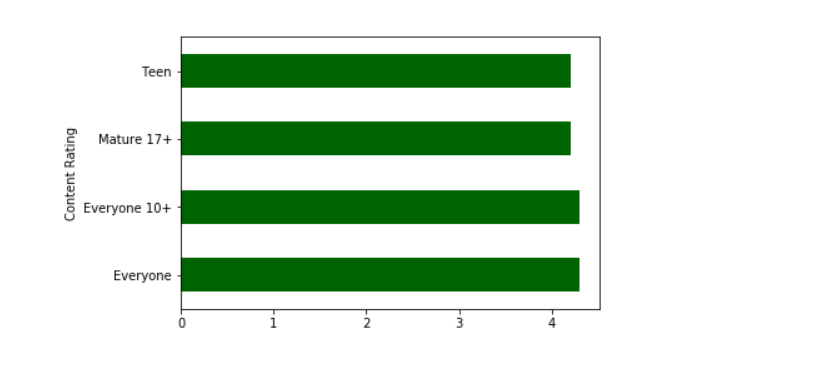 Teen
Mature 17+
Everyone 10+
Everyone
Content Rating
0 1 2 3 4